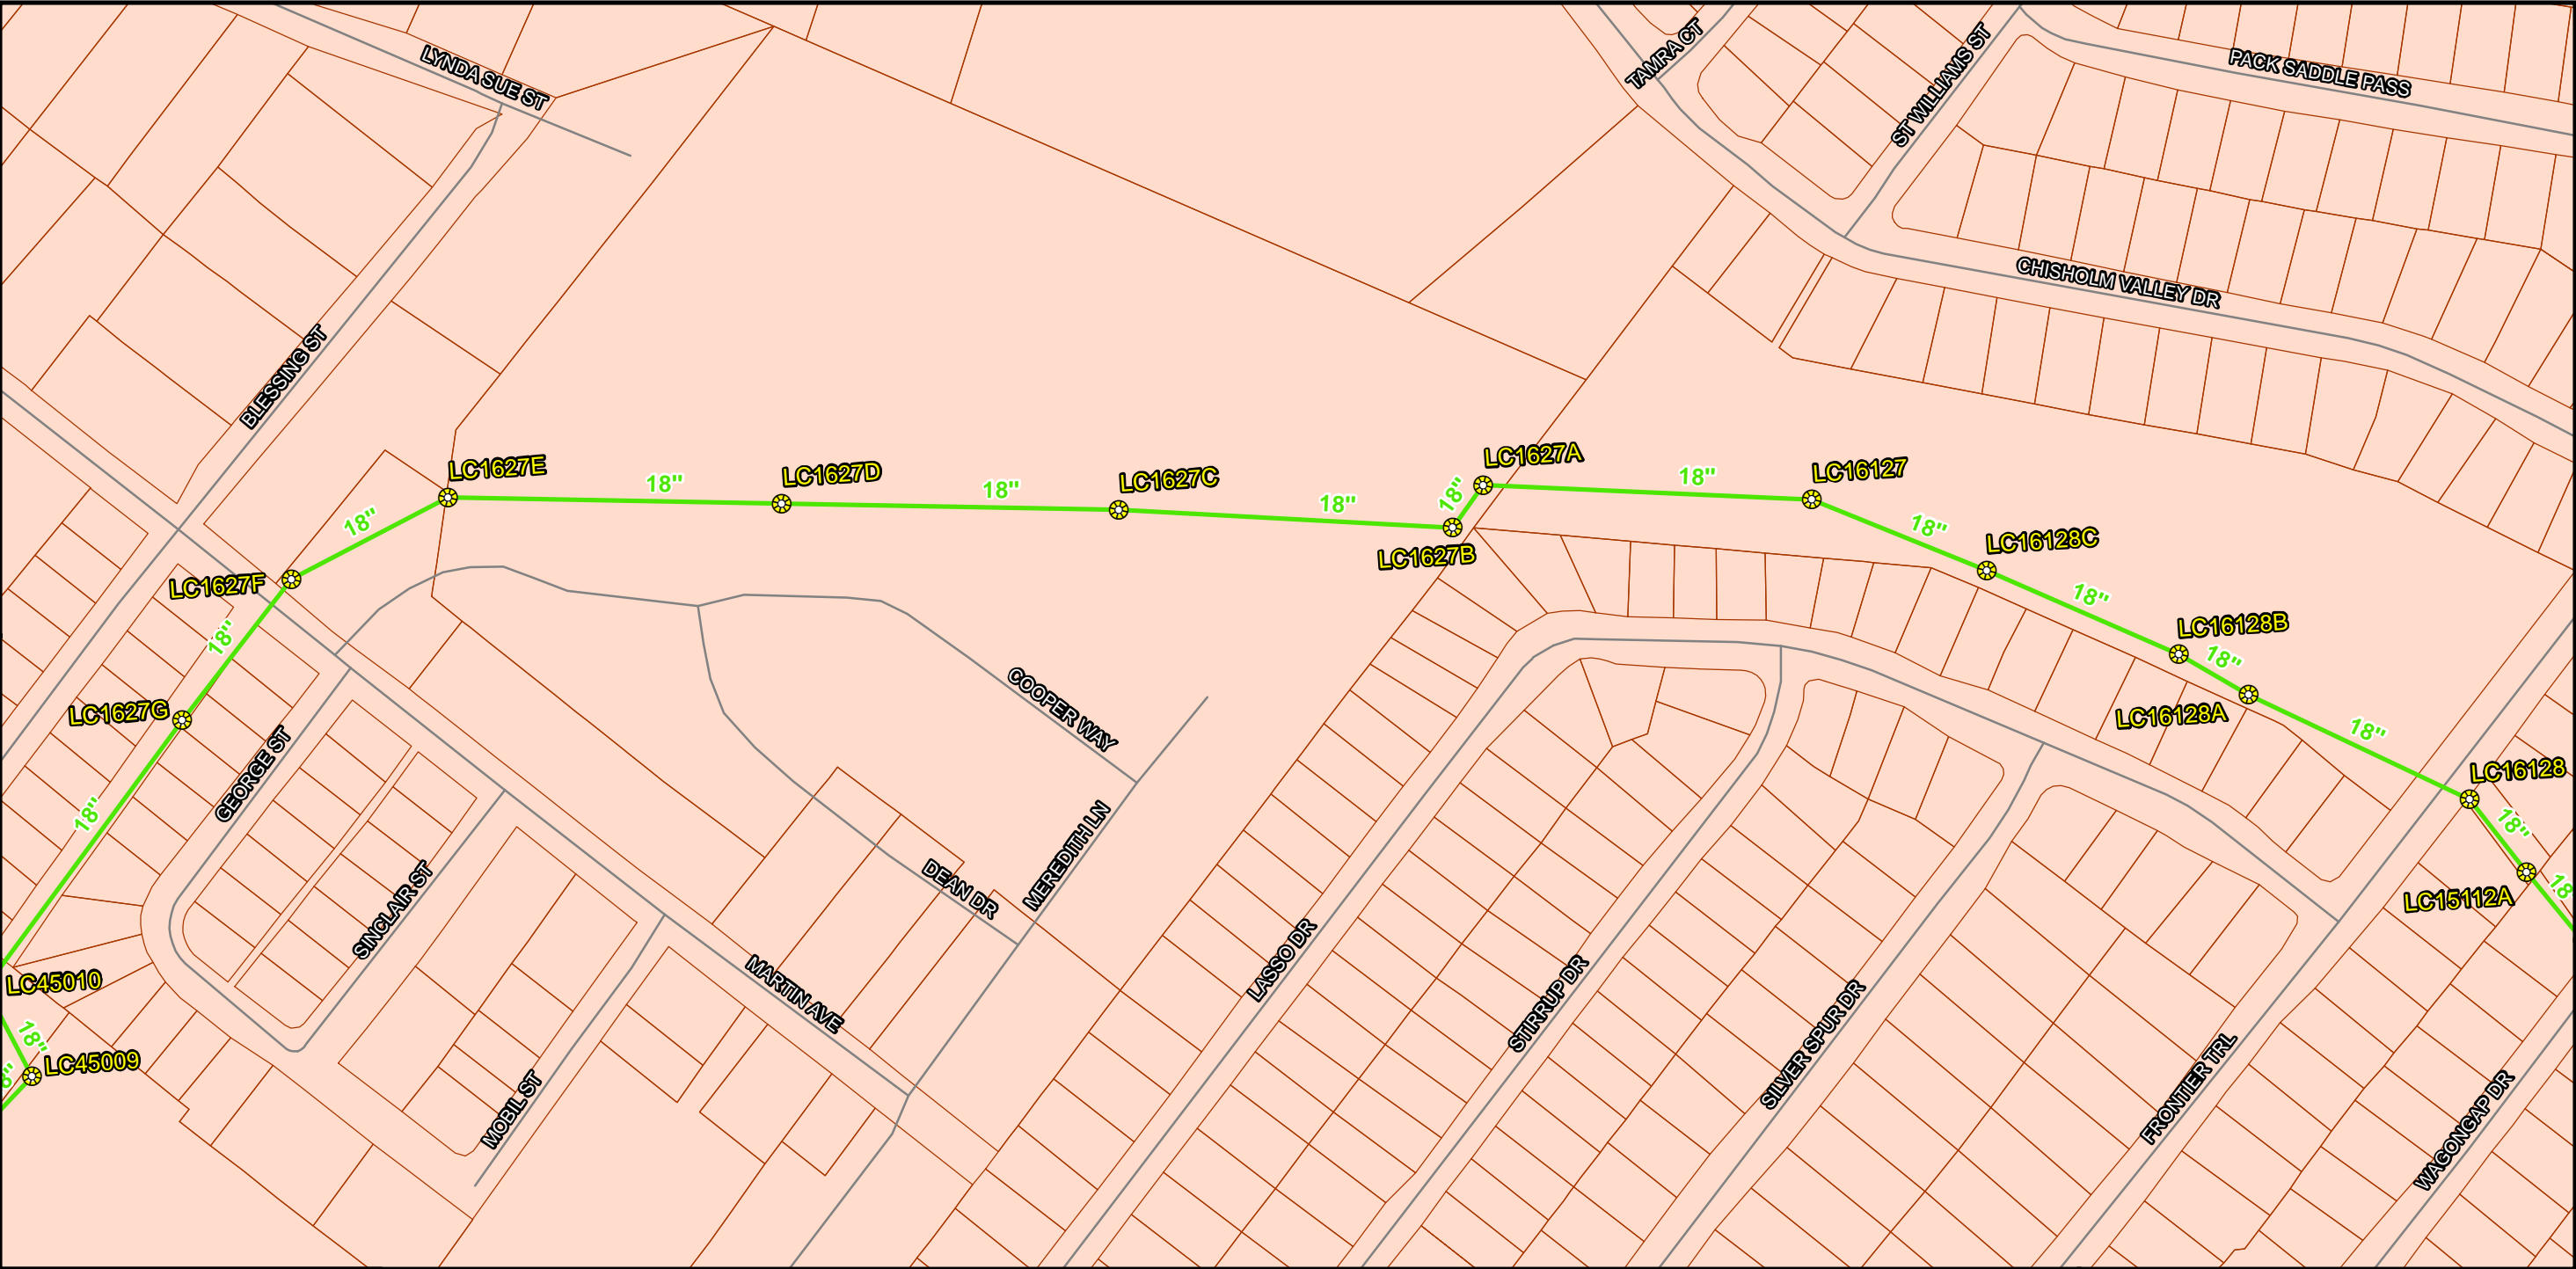 LYNDA SUE ST
TAMRA CT
ST WILLIAMS ST
PACK SADDLE PASS
CHISHOLM VALLEY DR
BLESSING ST
LC1627E
18"
LC1627D
18"
LC1627C
18"
18"
LC1627A
18"
LC16127
18"
LC16128C
18"
LC1627B
18"
LC1627F
18"
LC16128B
18"
LC16128A
18"
LC1627G
18"
GEORGE ST
COOPER WAY
LC16128
18"
LC15112A
18
MEREDITH LN
DEAN DR
SINCLAIR ST
LC45010
18"
LC45009
8"
MARTIN AVE
LASSO DR
STIRRUP DR
SILVER SPUR DR
FRONTIER TRL
WAGONGAP DR
MOBIL ST